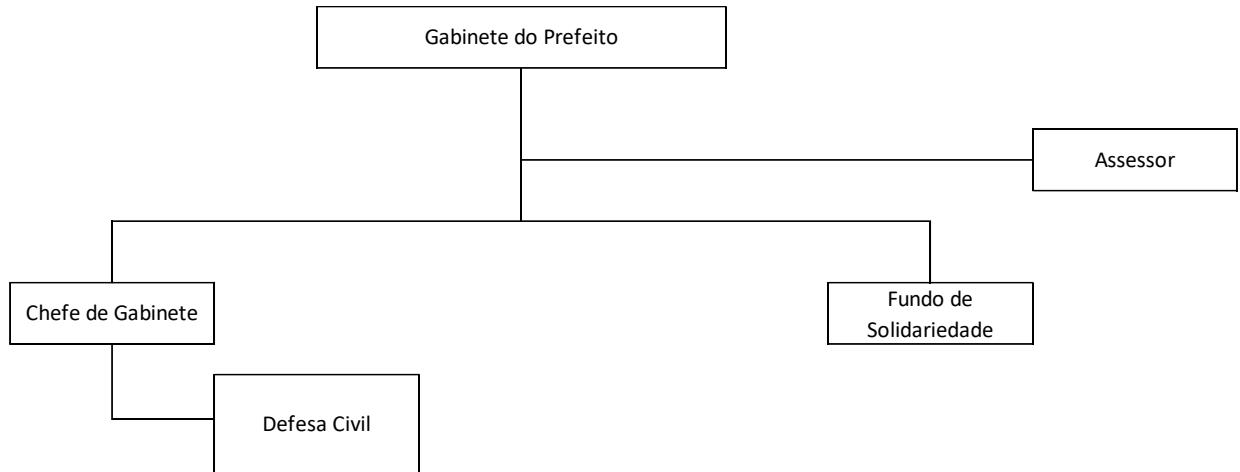 Gabinete do Prefeito
Assessor
Chefe de Gabinete
Fundo de
Solidariedade
Defesa Civil